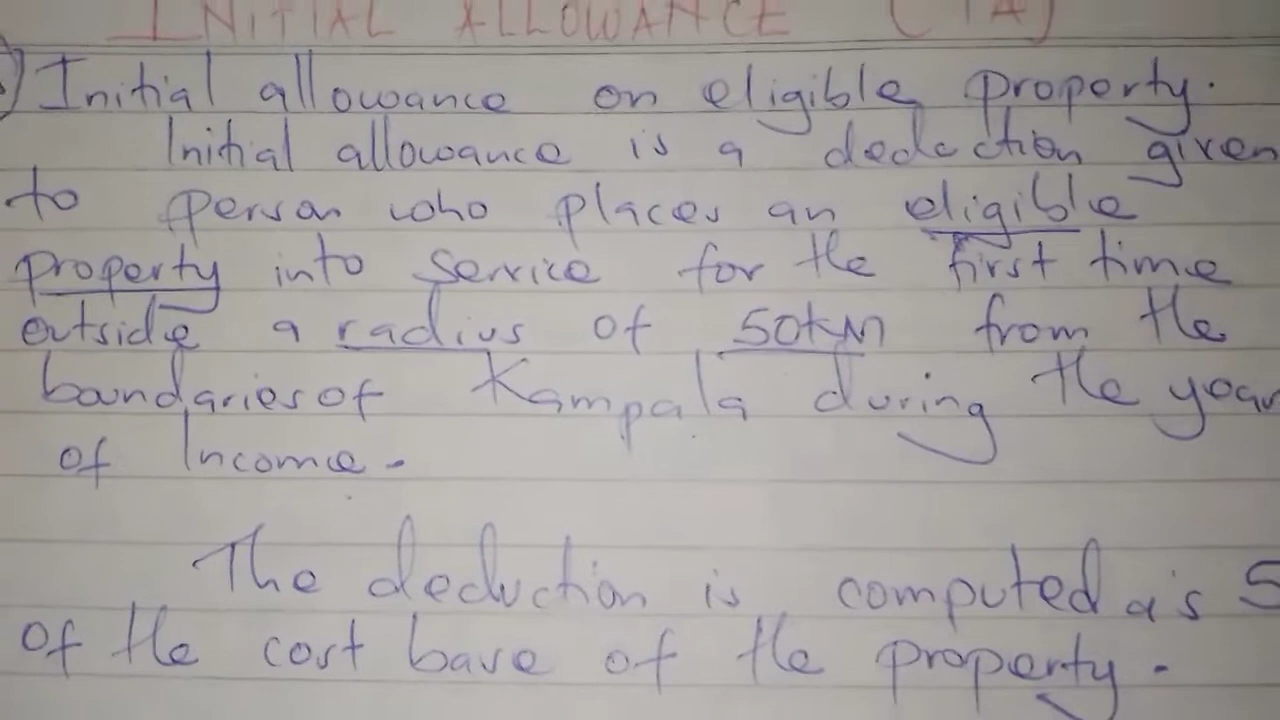 INITIAL ALLOWANCE (IA)
Initial allowance on eligible property.
Initial allowance is a deduction given
to person who places an eligible
property into service for the first time
outside a radius of 50km from the
boundaries of Kampala during the year
of Income.
The deduction is computed as 5
of the cost base of the property.